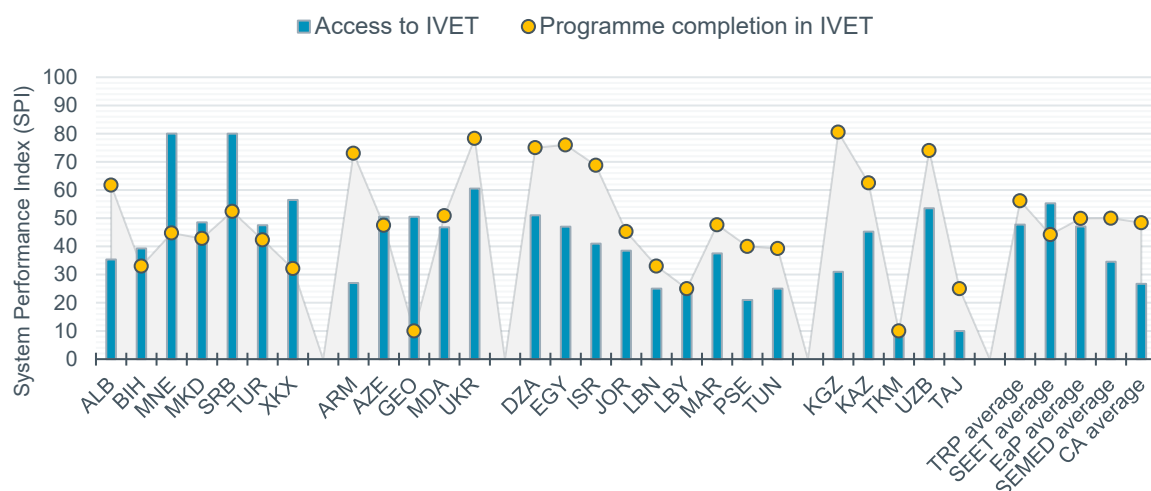 Access to IVET
Programme completion in IVET
System Performance Index (SPI)
100
90
80
70
60
50
40
30
20
10
0
ALB
BIH
MNE
MKD
SRB
TUR
XKX
ARM
AZE
GEO
MDA
UKR
DZA
EGY
ISR
JOR
LBN
LBY
MAR
PSE
TUN
KGZ
KAZ
TKM
UZB
TAJ
TRP average
SEET average
EaP average
SEMED average
CA average